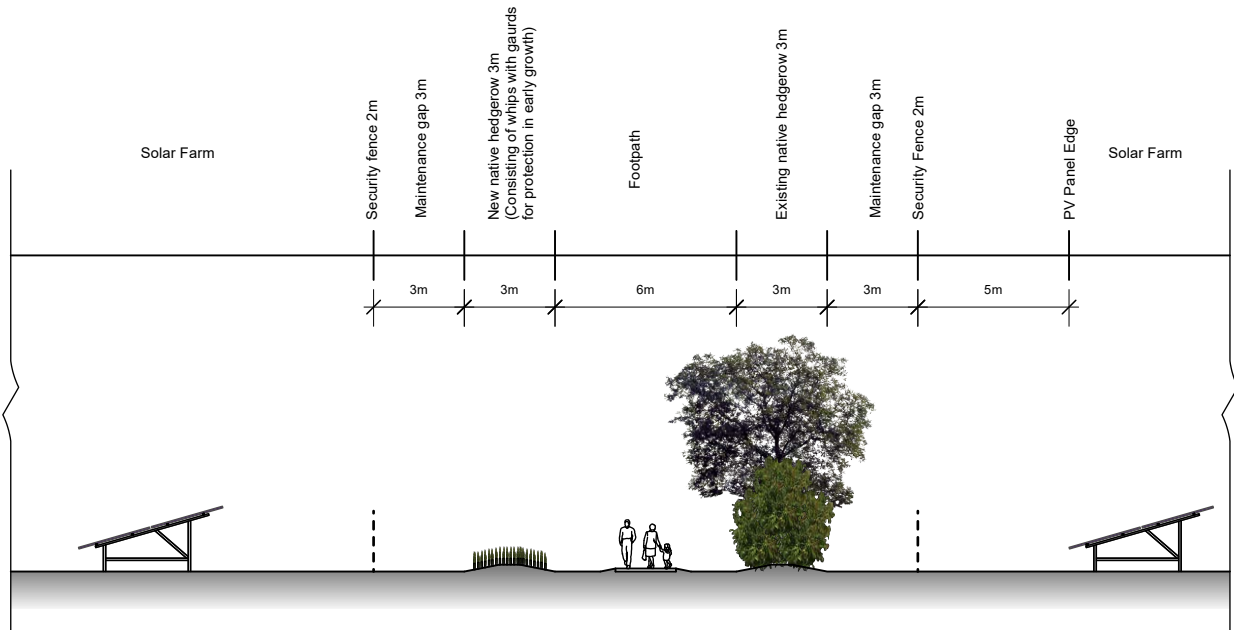 Solar Farm
Security fence 2m
Maintenance gap 3m
New native hedgerow 3m
(Consisting of whips with gaurds
for protection in early growth)
Footpath
Existing native hedgerow 3m
Maintenance gap 3m
Security Fence 2m
PV Panel Edge
Solar Farm
3m
3m
6m
3m
3m
5m